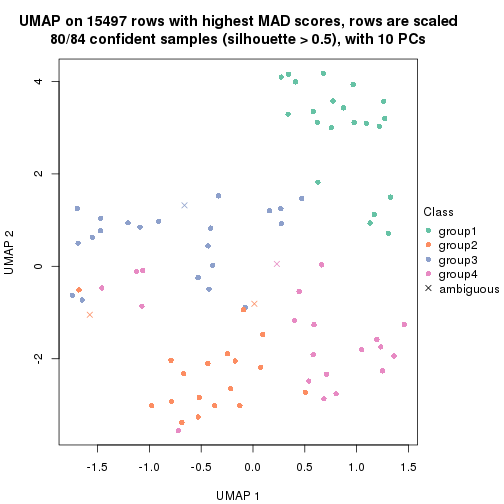 UMAP on 15497 rows with highest MAD scores, rows are scaled
80/84 confident samples (silhouette > 0.5), with 10 PCs
4
2
0
-2
UMAP 2
-1.5 -1.0 -0.5 0.0 0.5 1.0 1.5
UMAP 1
Class
group1
group2
group3
group4
ambiguous